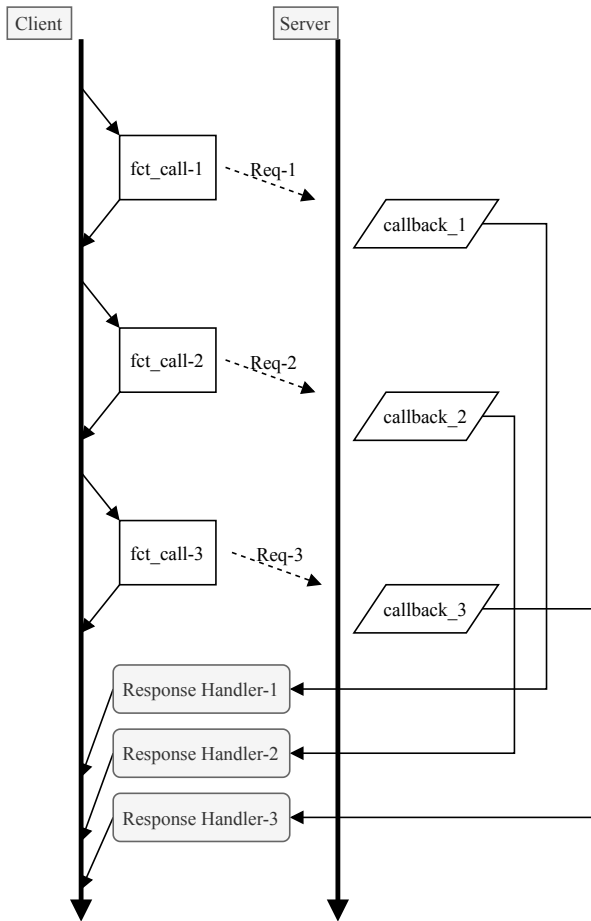 Client
Server
fct_call-1
Req-1
callback_1
fct_call-2
Req-2
callback_2
fct_call-3
Req-3
callback_3
Response Handler-1
Response Handler-2
Response Handler-3